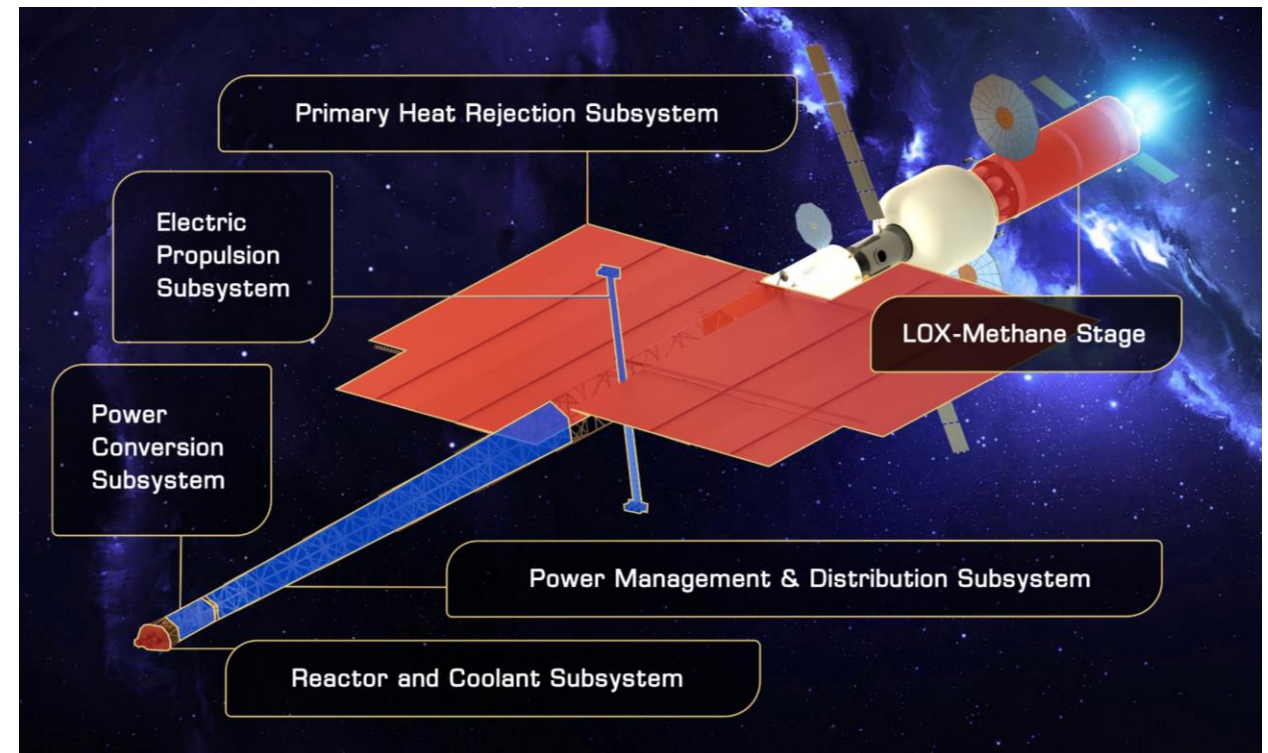 Primary Heat Rejection Subsystem
Electric
Propulsion
Subsystem
LOX-Methane Stage
Power
Conversion
Subsystem
Power Management & Distribution Subsystem
Reactor and Coolant Subsystem